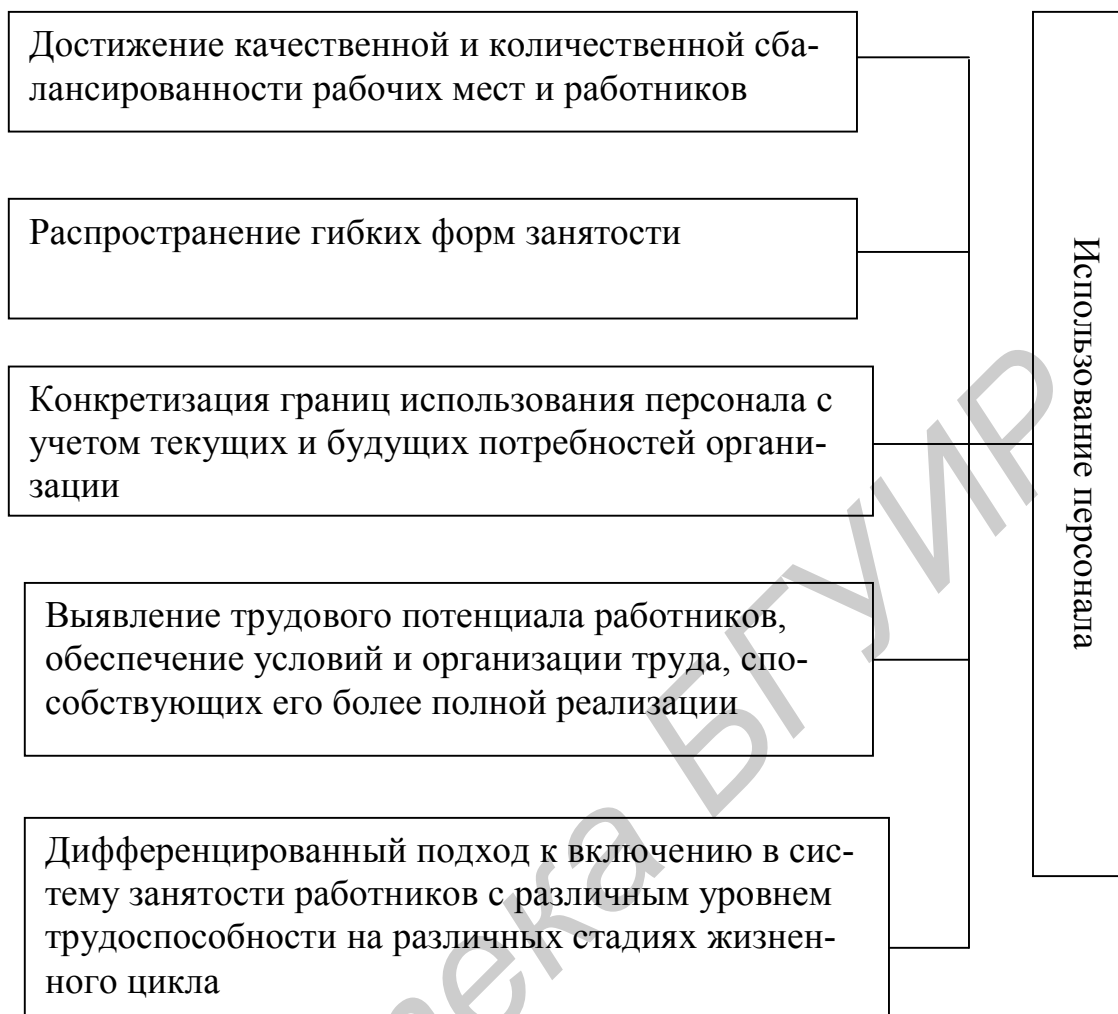 Достижение качественной и количественной сба-
лансированности рабочих мест и работников
Распространение гибких форм занятости
Конкретизация границ использования персонала с
учетом текущих и будущих потребностей органи-
зации
Выявление трудового потенциала работников,
обеспечение условий и организации труда, спо-
собствующих его более полной реализации
Дифференцированный подход к включению в сис-
тему занятости работников с различным уровнем
трудоспособности на различных стадиях жизнен-
ного цикла
Использование персонала
БГУИР